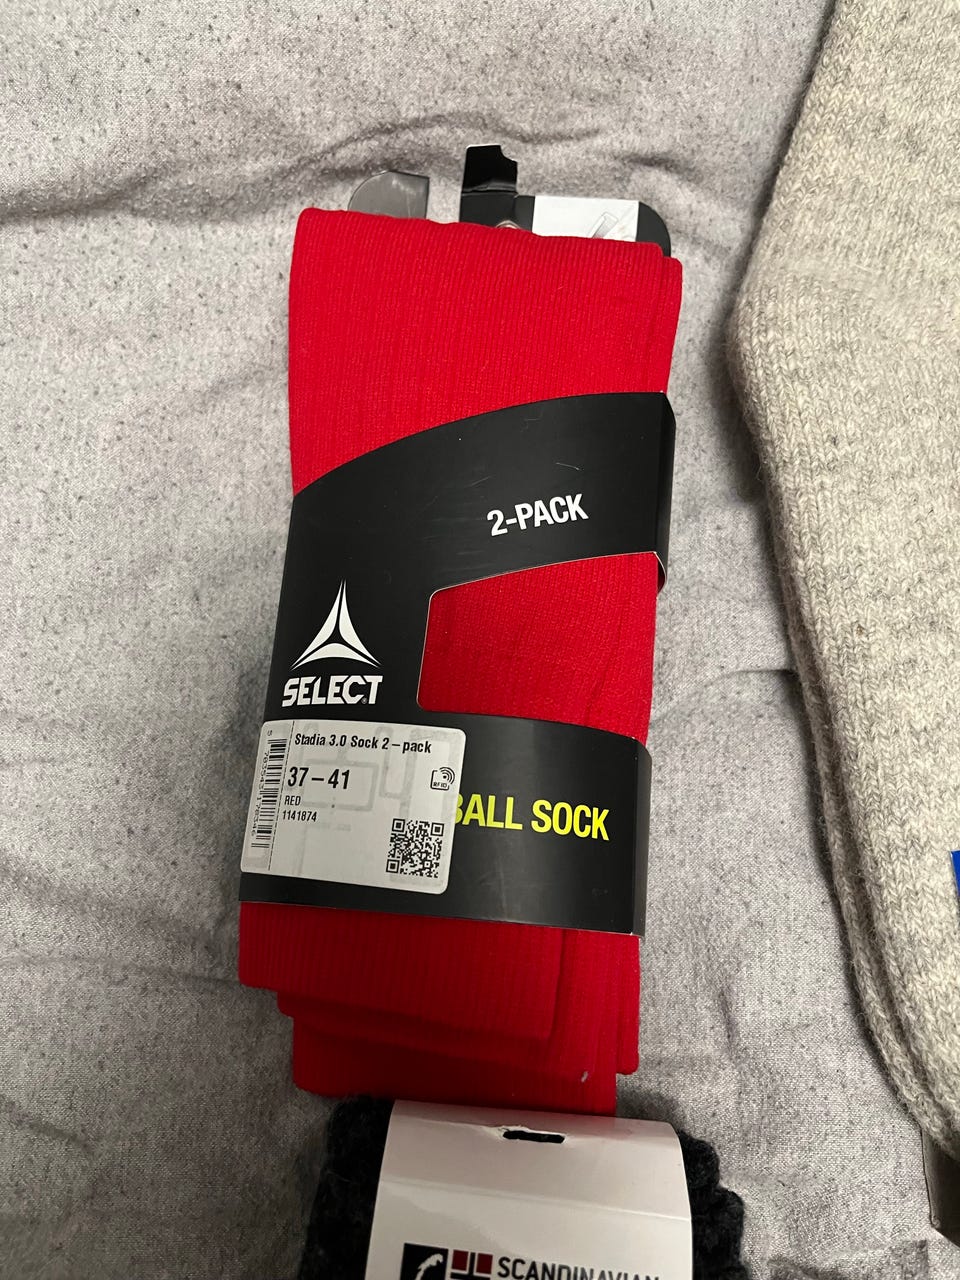 2-PACK
SELECT
Stadia 3.0 Sock 2-pack
37-41
RFID
RED
1141874
BALL SOCK
SCANDINAVIAN